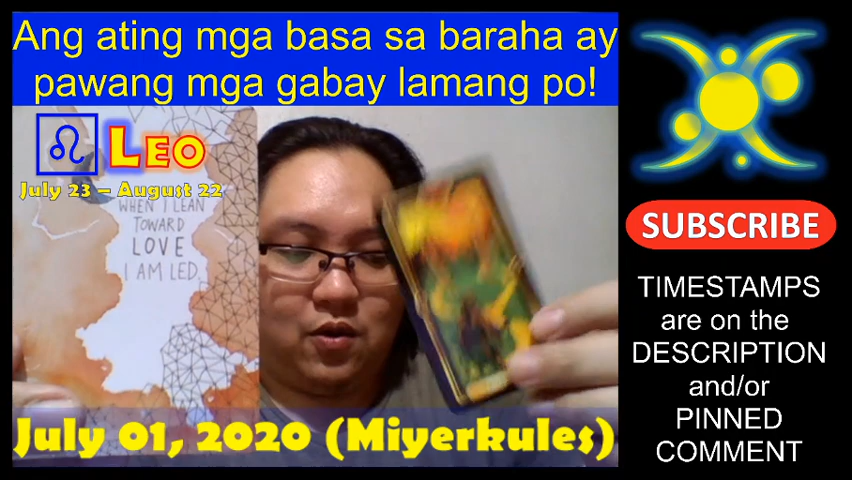 Ang ating mga basa sa baraha ay
pawang mga gabay lamang po!
♌ LEO
July 23 – August 22
WHEN I LEAN
TOWARD
LOVE
I AM LED.
July 01, 2020 (Miyerkules)
SUBSCRIBE
TIMESTAMPS
are on the
DESCRIPTION
and/or
PINNED
COMMENT